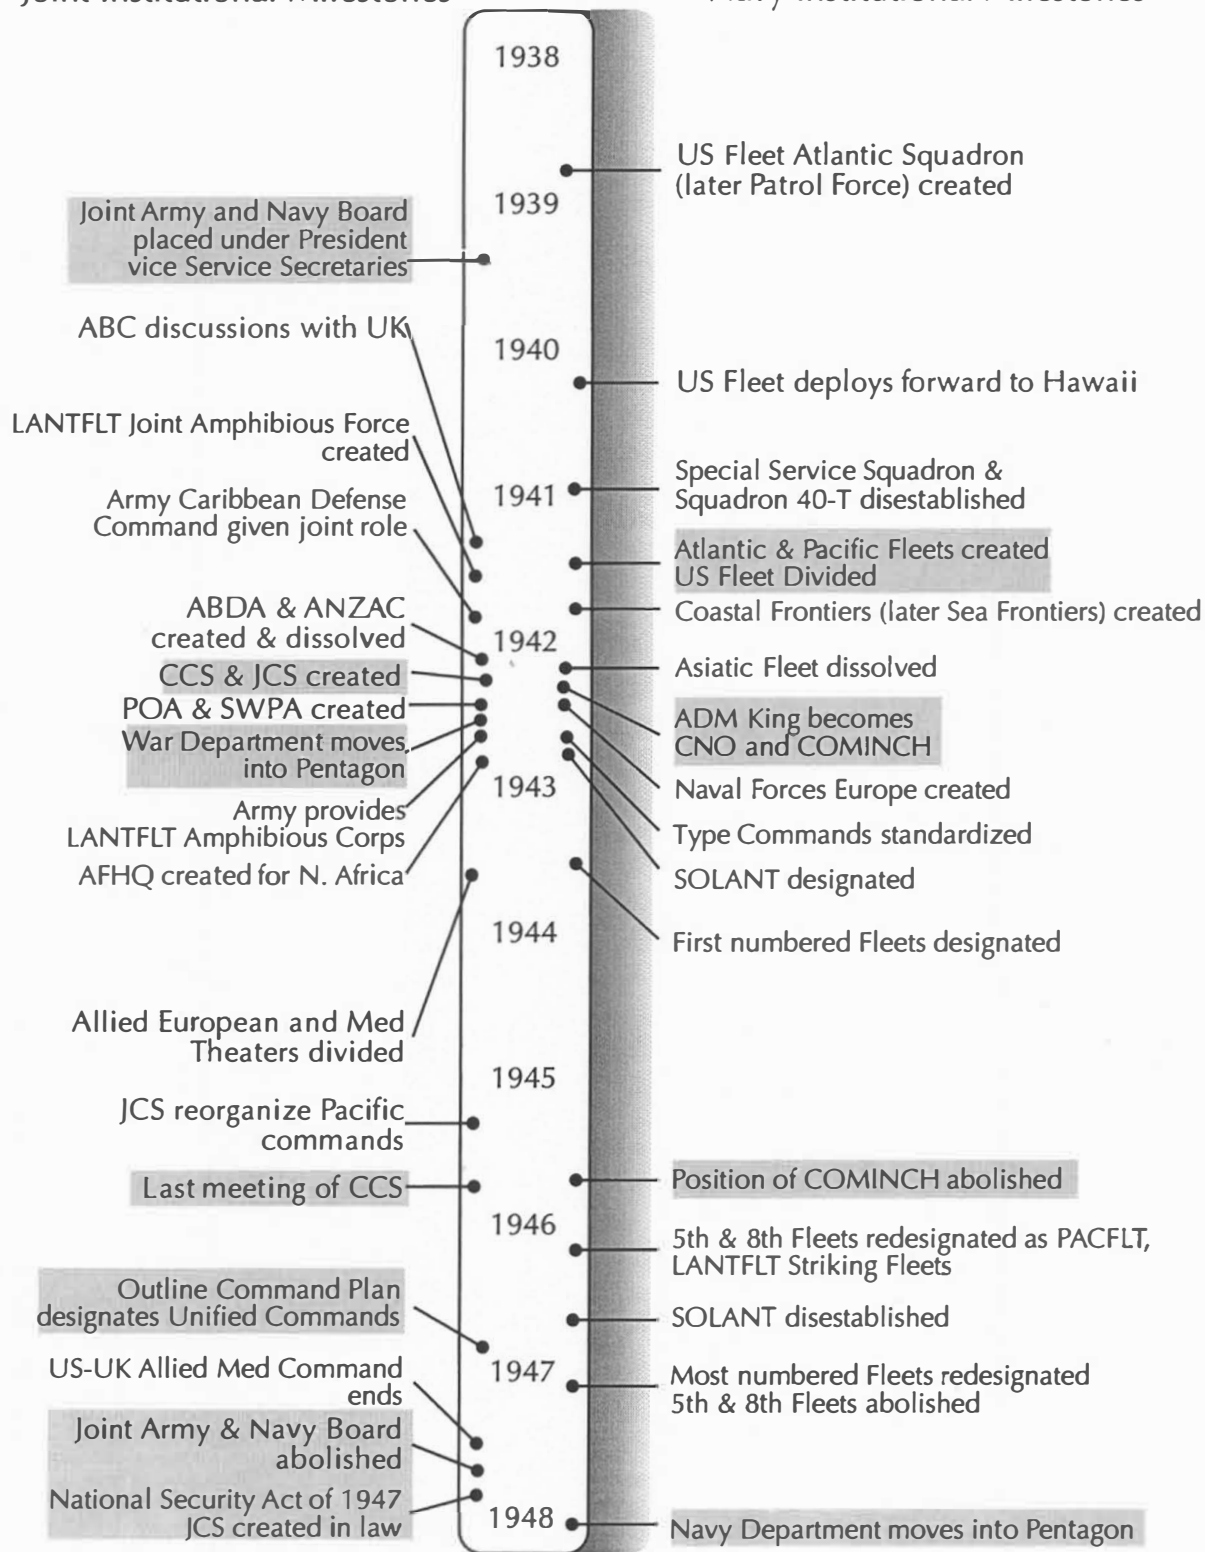 Joint Institutional Milestones
Navy Institutional Milestones
1938
US Fleet Atlantic Squadron
(later Patrol Force) created
1939
Joint Army and Navy Board
placed under President
vice Service Secretaries
ABC discussions with UK
1940
US Fleet deploys forward to Hawaii
LANTFLT Joint Amphibious Force
created
1941
Special Service Squadron &
Squadron 40-T disestablished
Army Caribbean Defense
Command given joint role
Atlantic & Pacific Fleets created
US Fleet Divided
ABDA & ANZAC
created & dissolved
Coastal Frontiers (later Sea Frontiers) created
1942
Asiatic Fleet dissolved
CCS & JCS created
POA & SWPA created
ADM King becomes
CNO and COMINCH
War Department moves
into Pentagon
1943
Naval Forces Europe created
Army provides
LANTFLT Amphibious Corps
Type Commands standardized
AFHQ created for N. Africa
SOLANT designated
1944
First numbered Fleets designated
Allied European and Med
Theaters divided
1945
JCS reorganize Pacific
commands
Last meeting of CCS
Position of COMINCH abolished
1946
5th & 8th Fleets redesignated as PACFLT,
LANTFLT Striking Fleets
Outline Command Plan
designates Unified Commands
SOLANT disestablished
1947
US-UK Allied Med Command
ends
Most numbered Fleets redesignated
5th & 8th Fleets abolished
Joint Army & Navy Board
abolished
National Security Act of 1947
JCS created in law
1948
Navy Department moves into Pentagon